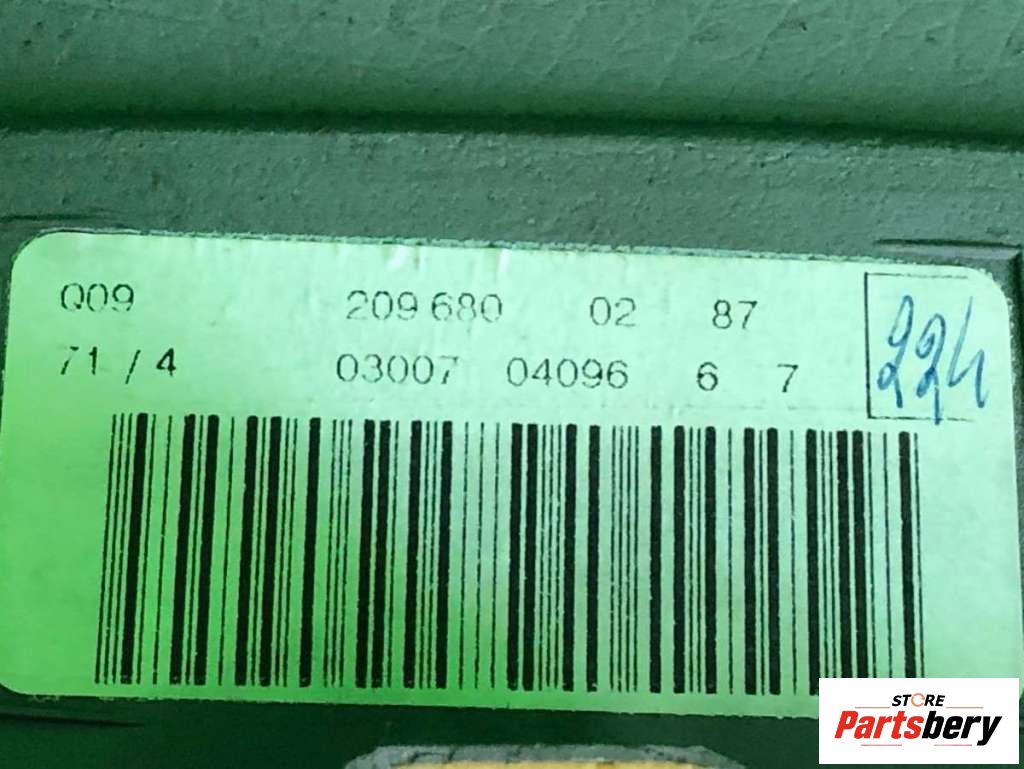 Q09 209 680 02 87
71 / 4 03007 04096 6 7
224
STORE
Partsbery